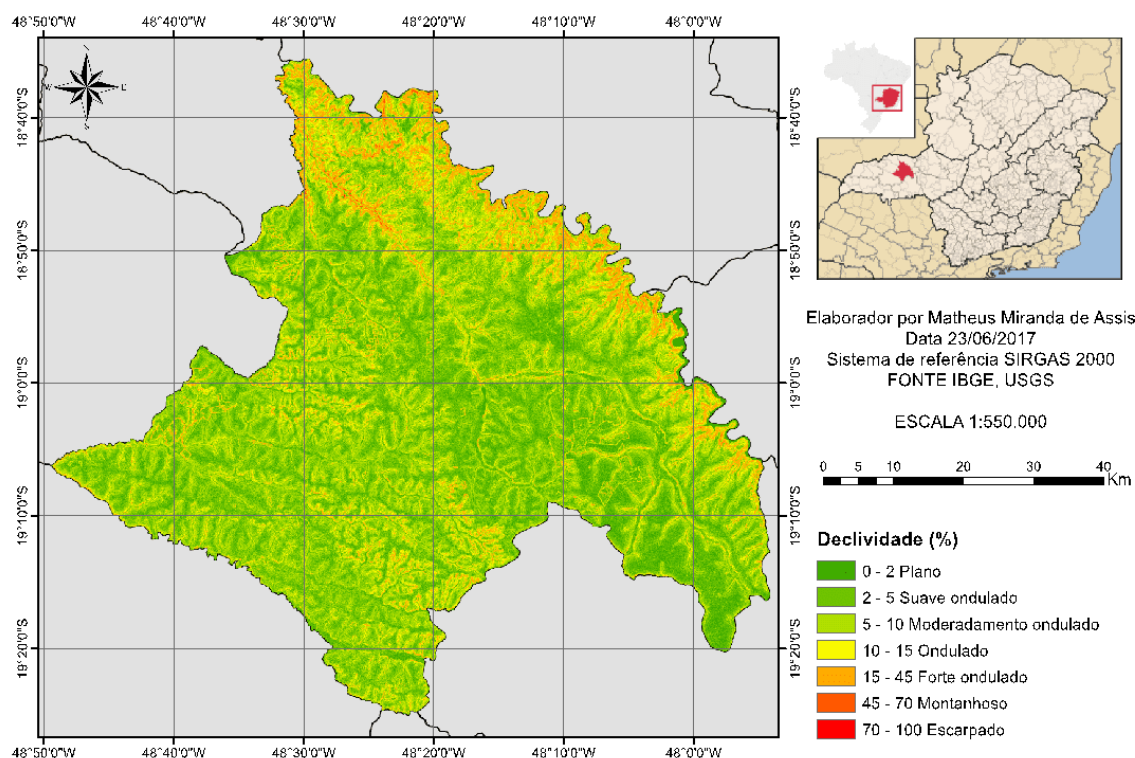 48°50'0"W 48°40'0"W 48°30'0"W 48°20'0"W 48°10'0"W 48°00'0"W
N
W E
S
18°40'0"S 18°40'0"S
18°50'0"S 18°50'0"S
19°0'0"S 19°0'0"S
19°10'0"S 19°10'0"S
19°20'0"S 19°20'0"S
48°50'0"W 48°40'0"W 48°30'0"W 48°20'0"W 48°10'0"W 48°00'0"W
Elaborador por Matheus Miranda de Assis
Data 23/06/2017
Sistema de referência SIRGAS 2000
FONTE IBGE, USGS
ESCALA 1:550.000
0 5 10 20 30 40
Km
Declividade (%)
0 - 2 Plano
2 - 5 Suave ondulado
5 - 10 Moderadamento ondulado
10 - 15 Ondulado
15 - 45 Forte ondulado
45 - 70 Montanhoso
70 - 100 Escarpado